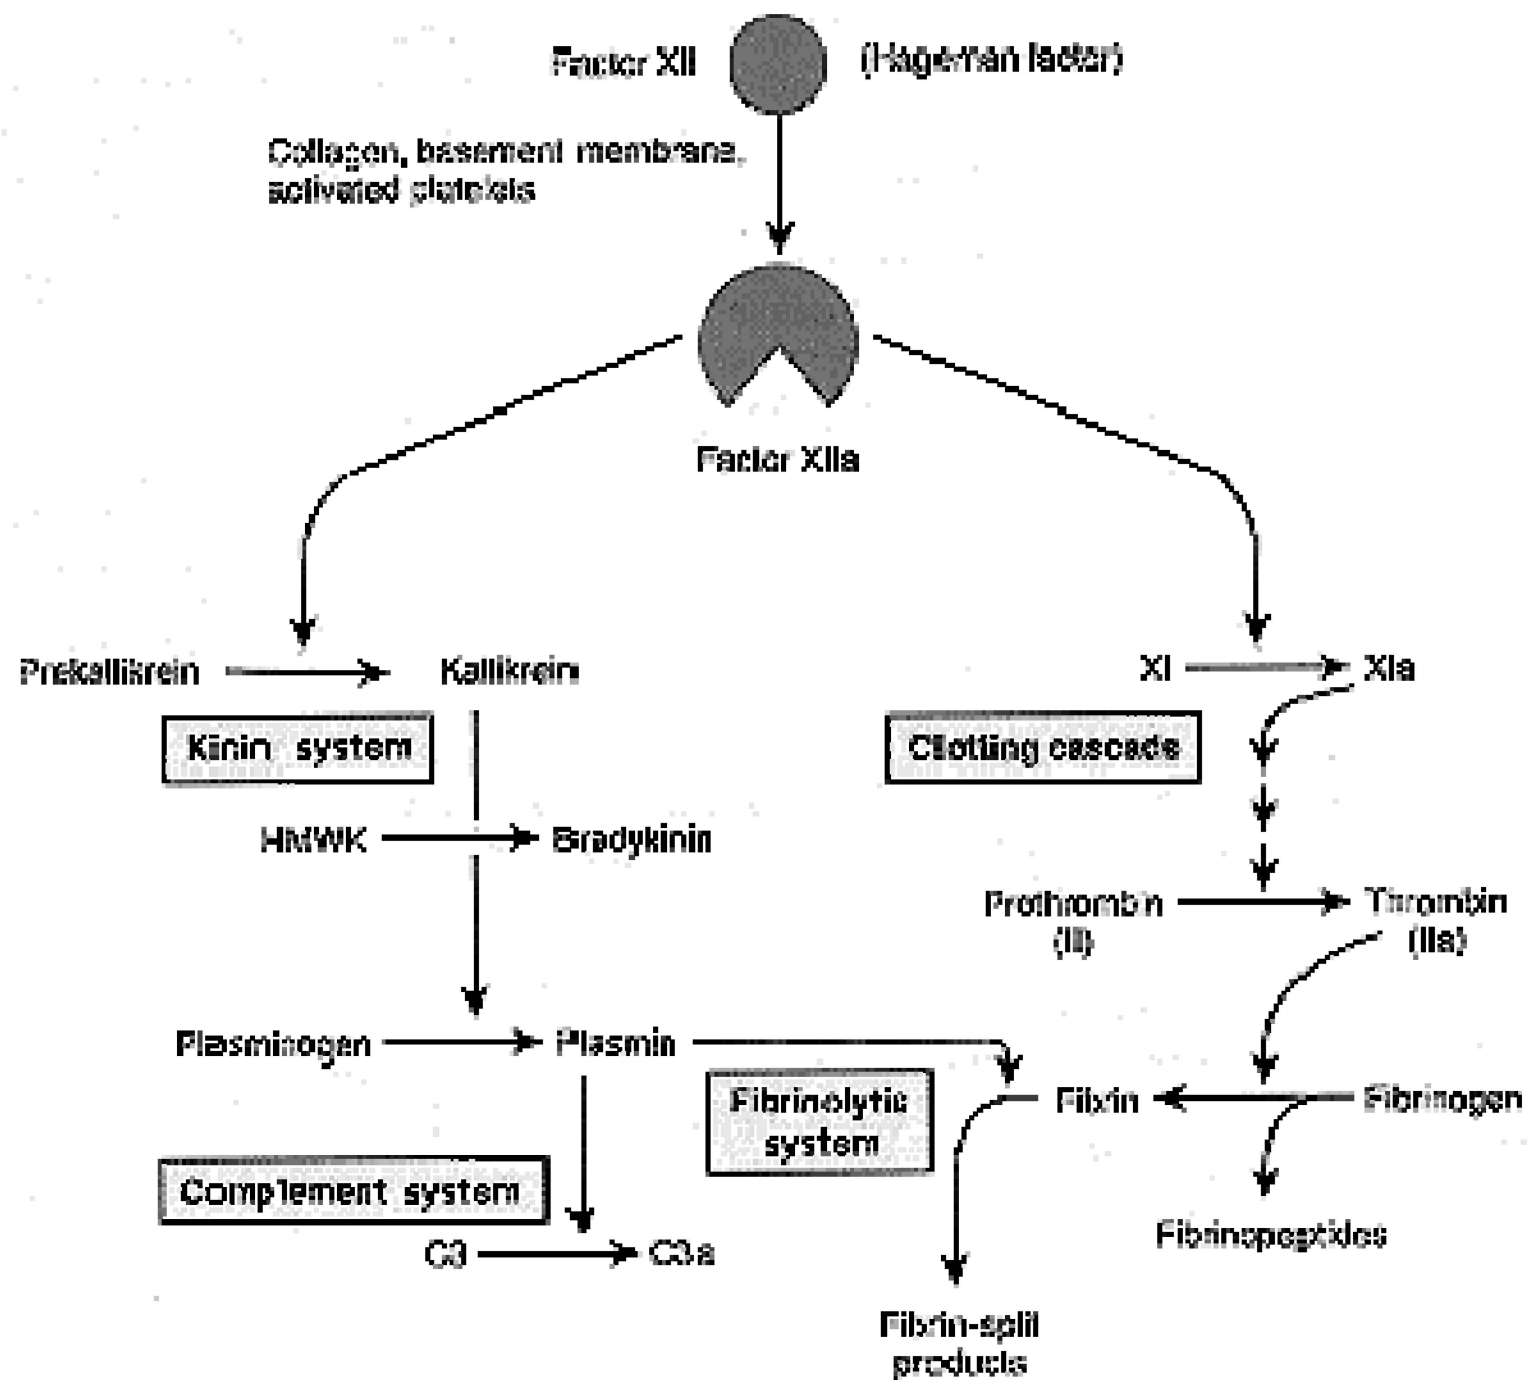 Factor XII
(Hageman factor)
Collagen, basement membrane,
activated platelets
Factor XIIa
Prekallikrein
Kallikrein
XI
XIa
Kinin system
Clotting cascade
HMWK
Bradykinin
Prothrombin
(II)
Thrombin
(IIa)
Plasminogen
Plasmin
Fibrinolytic
system
Fibrin
Fibrinogen
Complement system
C3
C3a
Fibrinopeptides
Fibrin-split
products